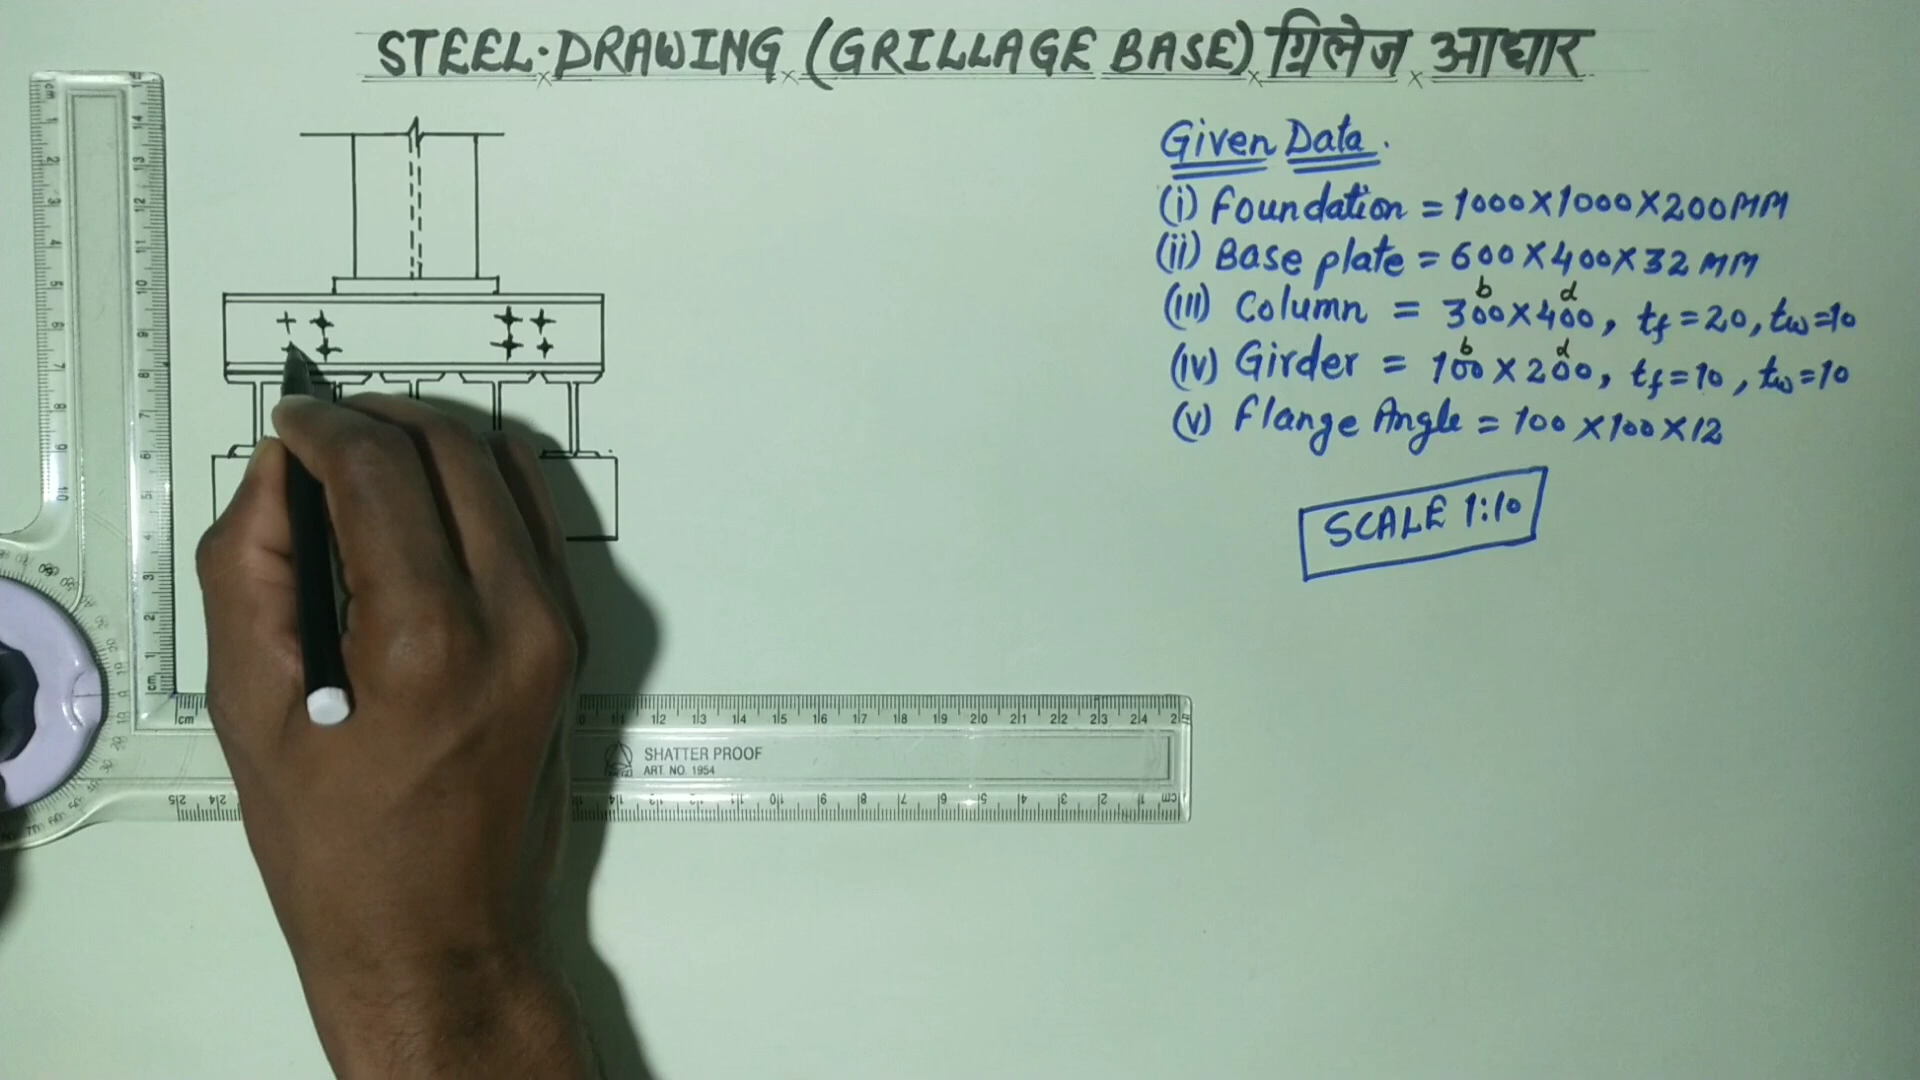 STEEL-DRAWING (GRILLAGE BASE) ग्रिलेज आधार
Given Data.
(i) Foundation = 1000X1000X200MM
(ii) Base plate = 600X400X32 MM
b d
(iii) Column = 300X400, tf=20, tw=10
b d
(iv) Girder = 100X200, tf=10, tw=10
(v) Flange Angle = 100X100X12
SCALE 1:10
SHATTER PROOF
ART. NO. 1954